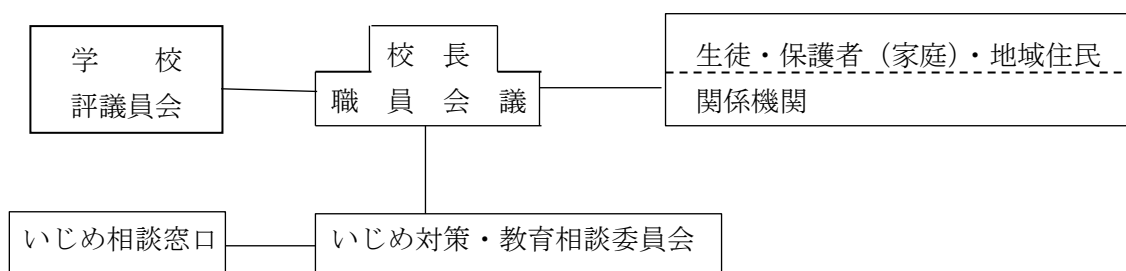 学　　校
評議員会
校　長
職　員　会　議
生徒・保護者（家庭）・地域住民
関係機関
いじめ相談窓口
いじめ対策・教育相談委員会